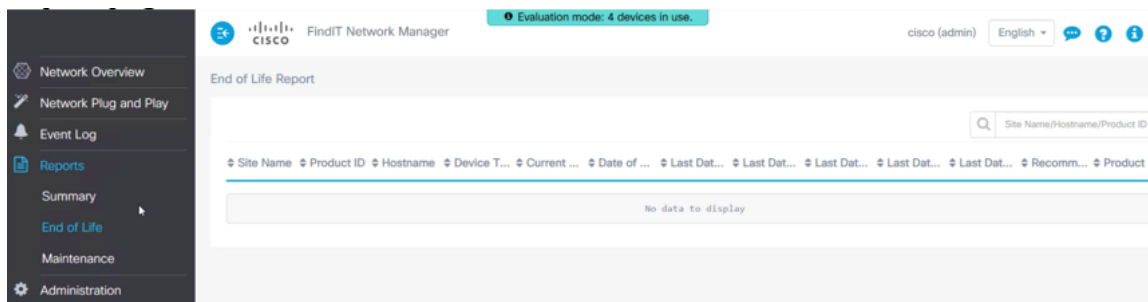 Evaluation mode: 4 devices in use.
CISCO FindIT Network Manager cisco (admin) English
Network Overview
End of Life Report
Network Plug and Play
Event Log
Site Name/Hostname/Product ID
Reports
Site Name Product ID Hostname Device T... Current ... Date of ... Last Dat... Last Dat... Last Dat... Last Dat... Last Dat... Recomm... Product
Summary
No data to display
End of Life
Maintenance
Administration